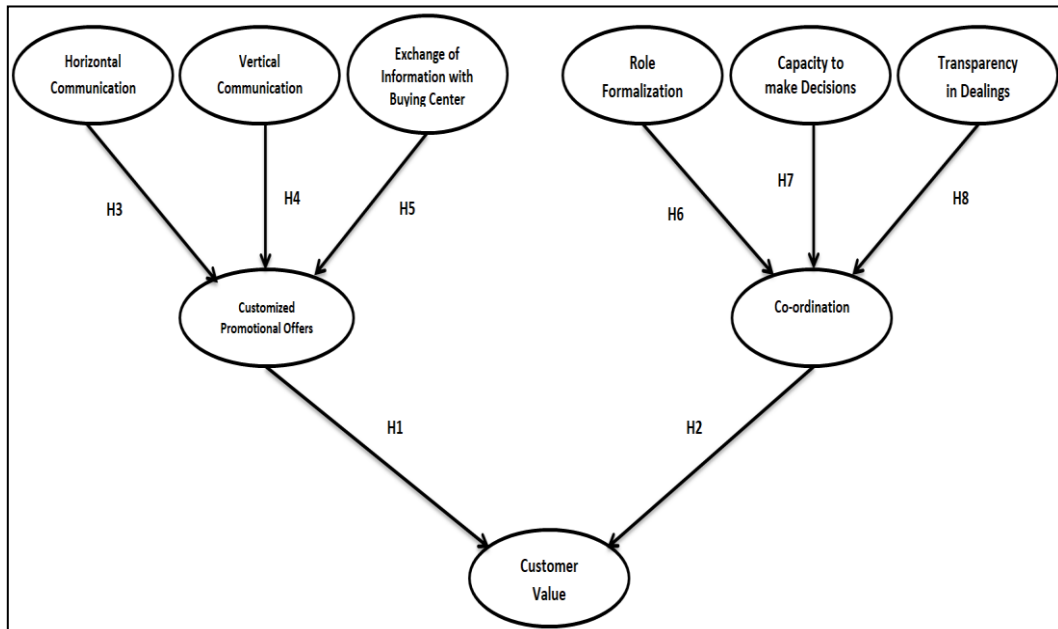 Horizontal
Communication
Vertical
Communication
Exchange of
Information with
Buying Center
Role
Formalization
Capacity to
make Decisions
Transparency
in Dealings
H3
H4
H5
H6
H7
H8
Customized
Promotional Offers
Co-ordination
H1
H2
Customer
Value